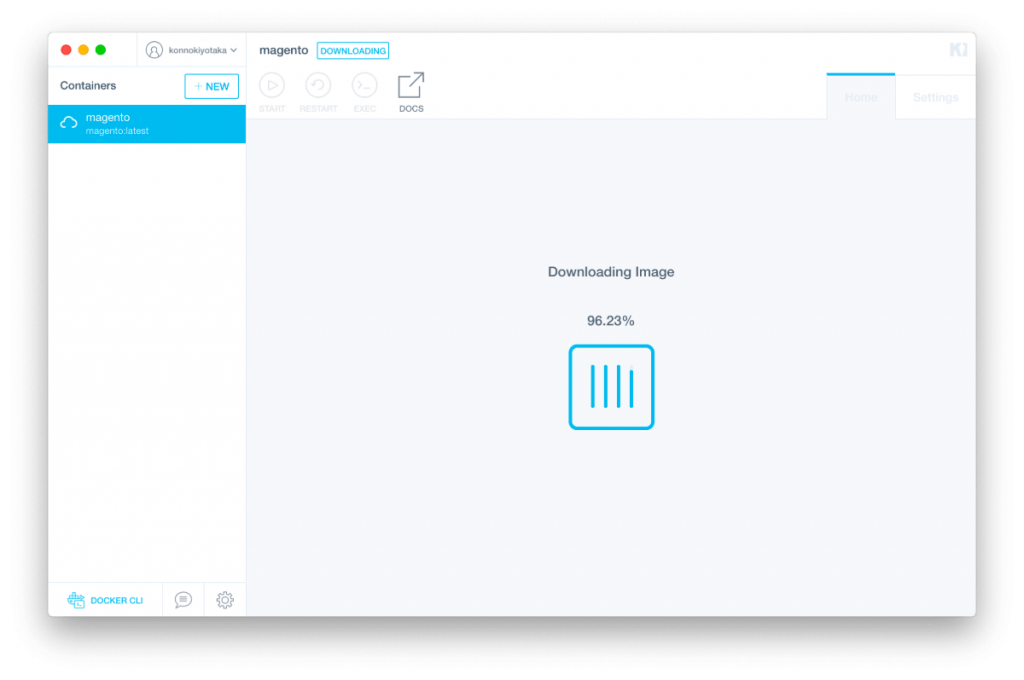 konnokiyotaka
magento DOWNLOADING
Containers
+ NEW
START RESTART EXEC DOCS
Home Settings
magento
magento:latest
Downloading Image
96.23%
DOCKER CLI